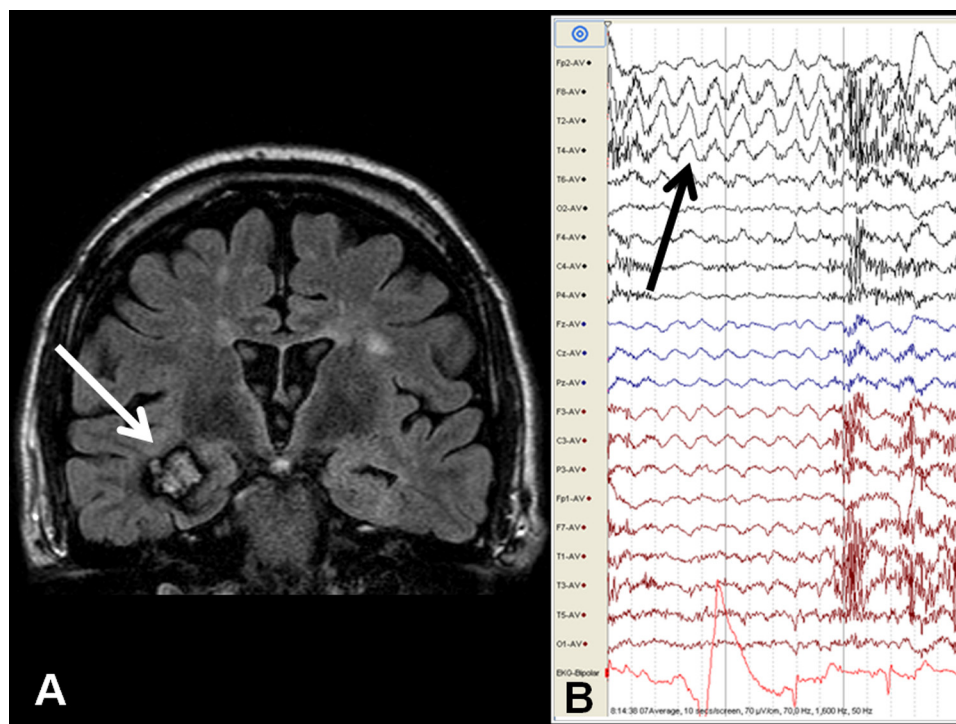 Fp2-AV
F8-AV
T2-AV
T4-AV
T6-AV
O2-AV
F4-AV
C4-AV
P4-AV
Fz-AV
Cz-AV
Pz-AV
F3-AV
C3-AV
P3-AV
Fp1-AV
F7-AV
T1-AV
T3-AV
T5-AV
O1-AV
EKG-Bipolar
8:14:38 07Average, 10 secs/screen, 70 µV/cm, 70,0 Hz, 1,600 Hz, 50 Hz
A
B